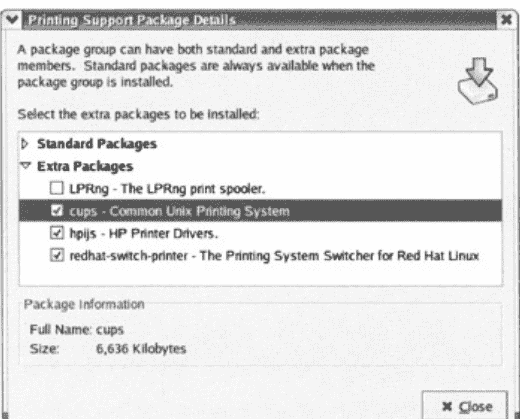 Printing Support Package Details
A package group can have both standard and extra package
members. Standard packages are always available when the
package group is installed.
Select the extra packages to be installed:
Standard Packages
Extra Packages
LPRng - The LPRng print spooler.
cups - Common Unix Printing System
hpijs - HP Printer Drivers.
redhat-switch-printer - The Printing System Switcher for Red Hat Linux
Package Information
Full Name: cups
Size: 6,636 Kilobytes
Close